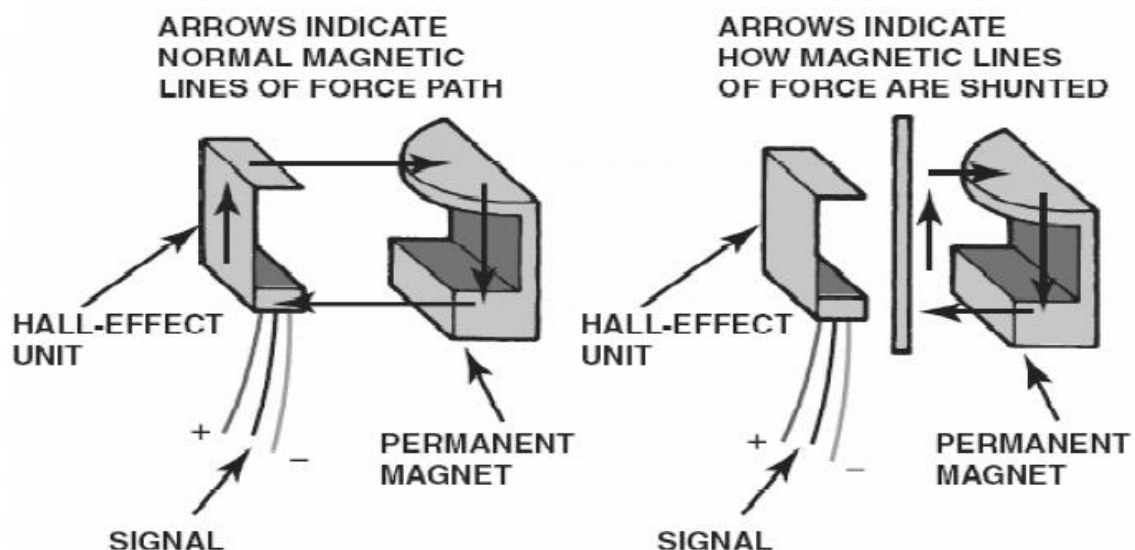 ARROWS INDICATE
NORMAL MAGNETIC
LINES OF FORCE PATH
HALL-EFFECT
UNIT
+
–
SIGNAL
PERMANENT
MAGNET
ARROWS INDICATE
HOW MAGNETIC LINES
OF FORCE ARE SHUNTED
HALL-EFFECT
UNIT
+
–
SIGNAL
PERMANENT
MAGNET